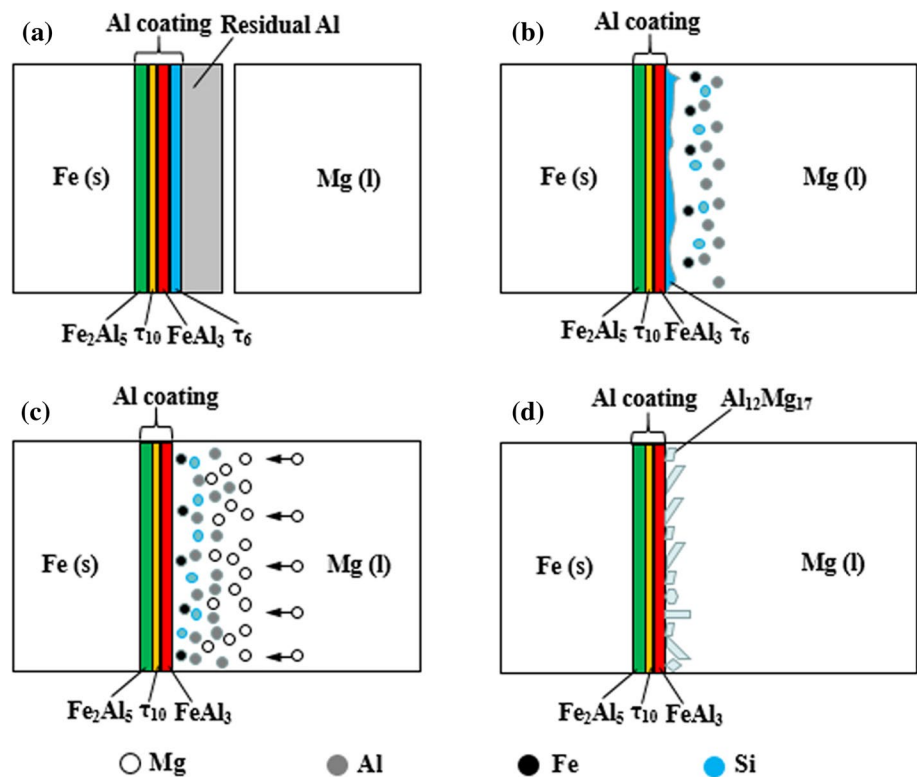 (a)
Al coating Residual Al
Fe (s)
Mg (l)
Fe₂Al₅ τ₁₀ FeAl₃ τ₆
(b)
Al coating
Fe (s)
Mg (l)
Fe₂Al₅ τ₁₀ FeAl₃ τ₆
(c)
Al coating
Fe (s)
Mg (l)
Fe₂Al₅ τ₁₀ FeAl₃
(d)
Al coating
Al₁₂Mg₁₇
Fe (s)
Mg (l)
Fe₂Al₅ τ₁₀ FeAl₃
Mg Al Fe Si